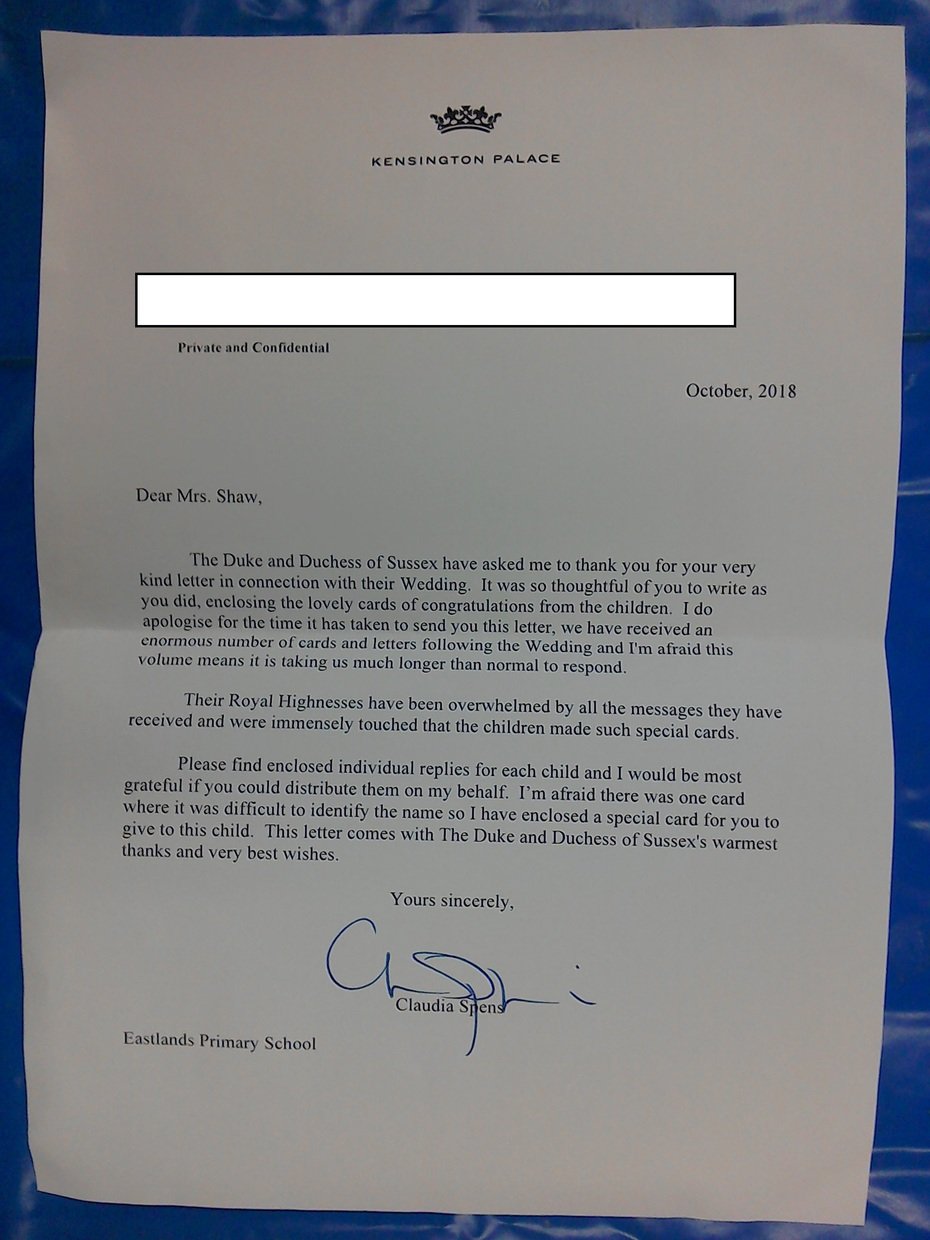 KENSINGTON PALACE
Private and Confidential
October, 2018
Dear Mrs. Shaw,
The Duke and Duchess of Sussex have asked me to thank you for your very
kind letter in connection with their Wedding. It was so thoughtful of you to write as
you did, enclosing the lovely cards of congratulations from the children. I do
apologise for the time it has taken to send you this letter, we have received an
enormous number of cards and letters following the Wedding and I'm afraid this
volume means it is taking us much longer than normal to respond.
Their Royal Highnesses have been overwhelmed by all the messages they have
received and were immensely touched that the children made such special cards.
Please find enclosed individual replies for each child and I would be most
grateful if you could distribute them on my behalf. I'm afraid there was one card
where it was difficult to identify the name so I have enclosed a special card for you to
give to this child. This letter comes with The Duke and Duchess of Sussex's warmest
thanks and very best wishes.
Yours sincerely,
Claudia Spens
Eastlands Primary School